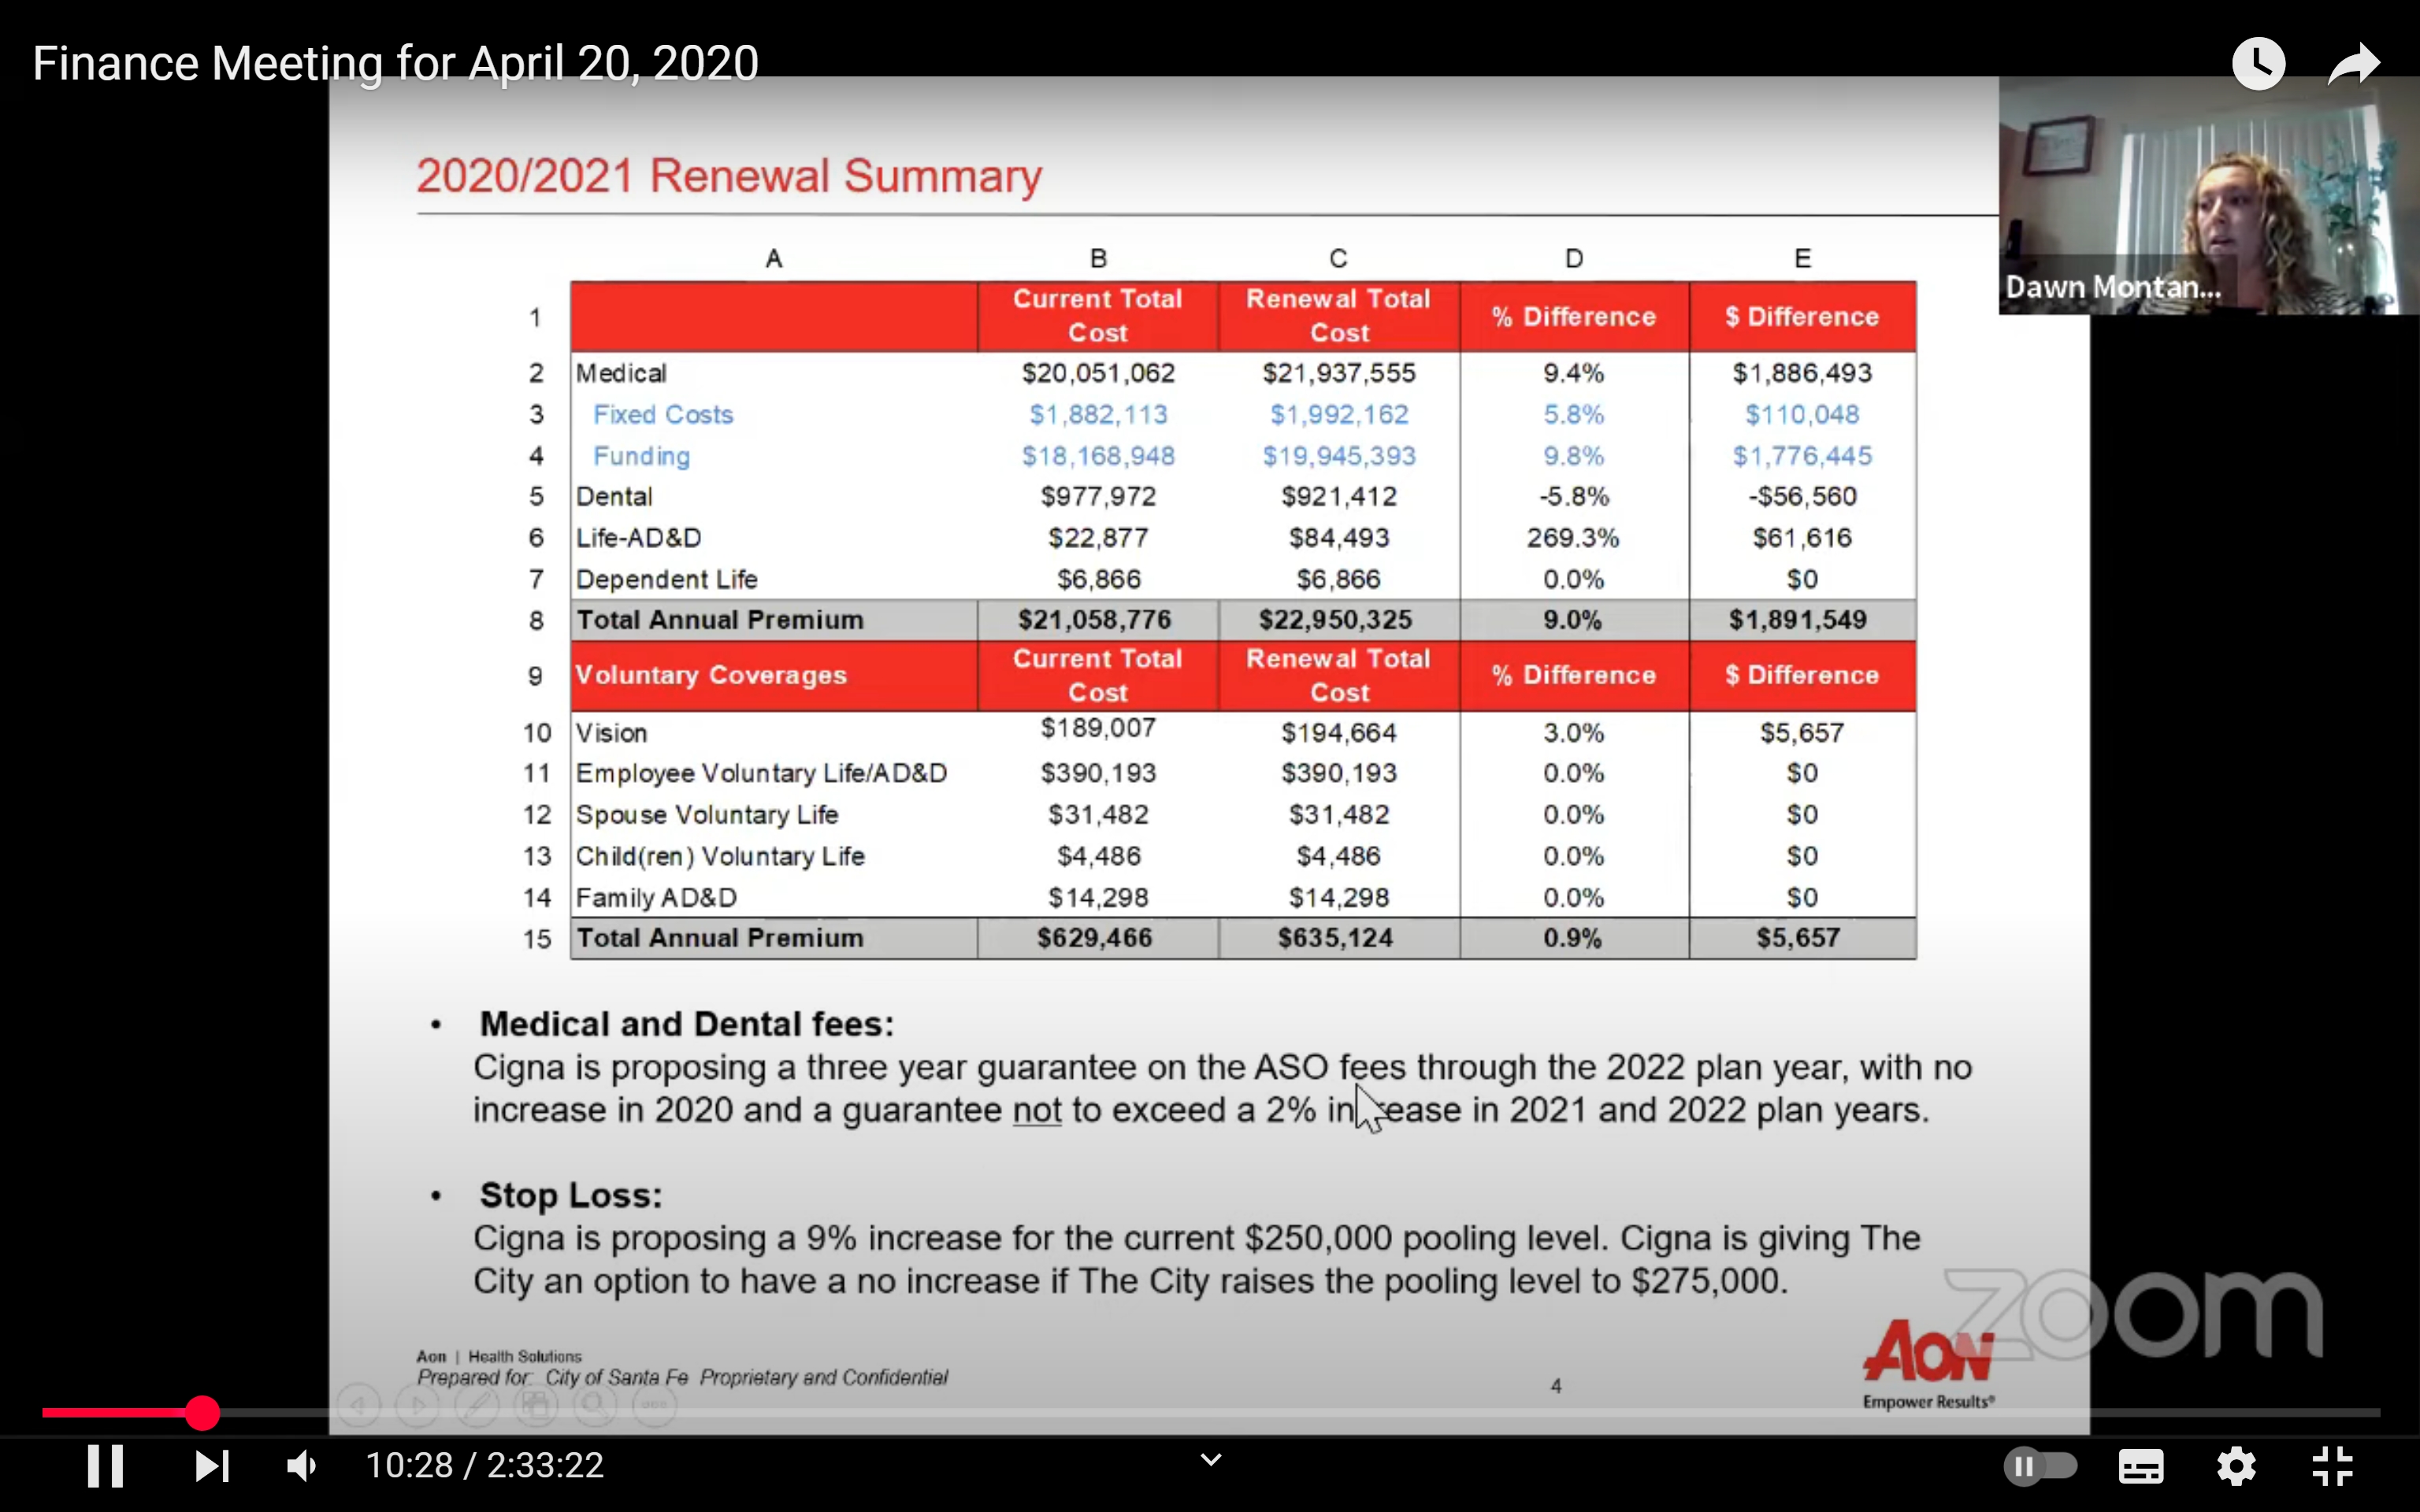 Finance Meeting for April 20, 2020
2020/2021 Renewal Summary
Dawn Montan...
A B C D E
1 Current Total Cost Renewal Total Cost % Difference $ Difference
2 Medical $20,051,062 $21,937,555 9.4% $1,886,493
3 Fixed Costs $1,882,113 $1,992,162 5.8% $110,048
4 Funding $18,168,948 $19,945,393 9.8% $1,776,445
5 Dental $977,972 $921,412 -5.8% -$56,560
6 Life-AD&D $22,877 $84,493 269.3% $61,616
7 Dependent Life $6,866 $6,866 0.0% $0
8 Total Annual Premium $21,058,776 $22,950,325 9.0% $1,891,549
9 Voluntary Coverages Current Total Cost Renewal Total Cost % Difference $ Difference
10 Vision $189,007 $194,664 3.0% $5,657
11 Employee Voluntary Life/AD&D $390,193 $390,193 0.0% $0
12 Spouse Voluntary Life $31,482 $31,482 0.0% $0
13 Child(ren) Voluntary Life $4,486 $4,486 0.0% $0
14 Family AD&D $14,298 $14,298 0.0% $0
15 Total Annual Premium $629,466 $635,124 0.9% $5,657
• Medical and Dental fees:
Cigna is proposing a three year guarantee on the ASO fees through the 2022 plan year, with no
increase in 2020 and a guarantee not to exceed a 2% increase in 2021 and 2022 plan years.
• Stop Loss:
Cigna is proposing a 9% increase for the current $250,000 pooling level. Cigna is giving The
City an option to have a no increase if The City raises the pooling level to $275,000.
zoom
Aon | Health Solutions
Prepared for: City of Santa Fe Proprietary and Confidential
4
AON
Empower Results®
10:28 / 2:33:22